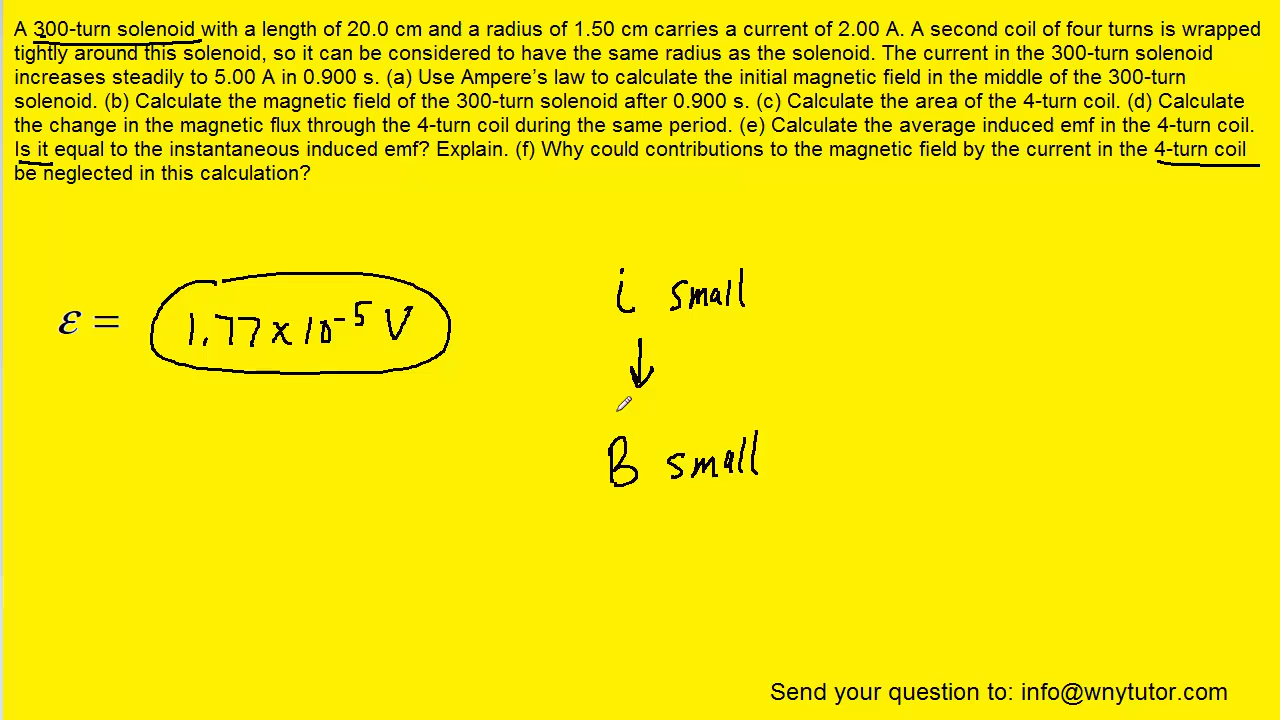 A 300-turn solenoid with a length of 20.0 cm and a radius of 1.50 cm carries a current of 2.00 A. A second coil of four turns is wrapped
tightly around this solenoid, so it can be considered to have the same radius as the solenoid. The current in the 300-turn solenoid
increases steadily to 5.00 A in 0.900 s. (a) Use Ampere's law to calculate the initial magnetic field in the middle of the 300-turn
solenoid. (b) Calculate the magnetic field of the 300-turn solenoid after 0.900 s. (c) Calculate the area of the 4-turn coil. (d) Calculate
the change in the magnetic flux through the 4-turn coil during the same period. (e) Calculate the average induced emf in the 4-turn coil.
Is it equal to the instantaneous induced emf? Explain. (f) Why could contributions to the magnetic field by the current in the 4-turn coil
be neglected in this calculation?
i small
ε = 1.77x10⁻⁵ V
↓
B small
Send your question to: info@wnytutor.com